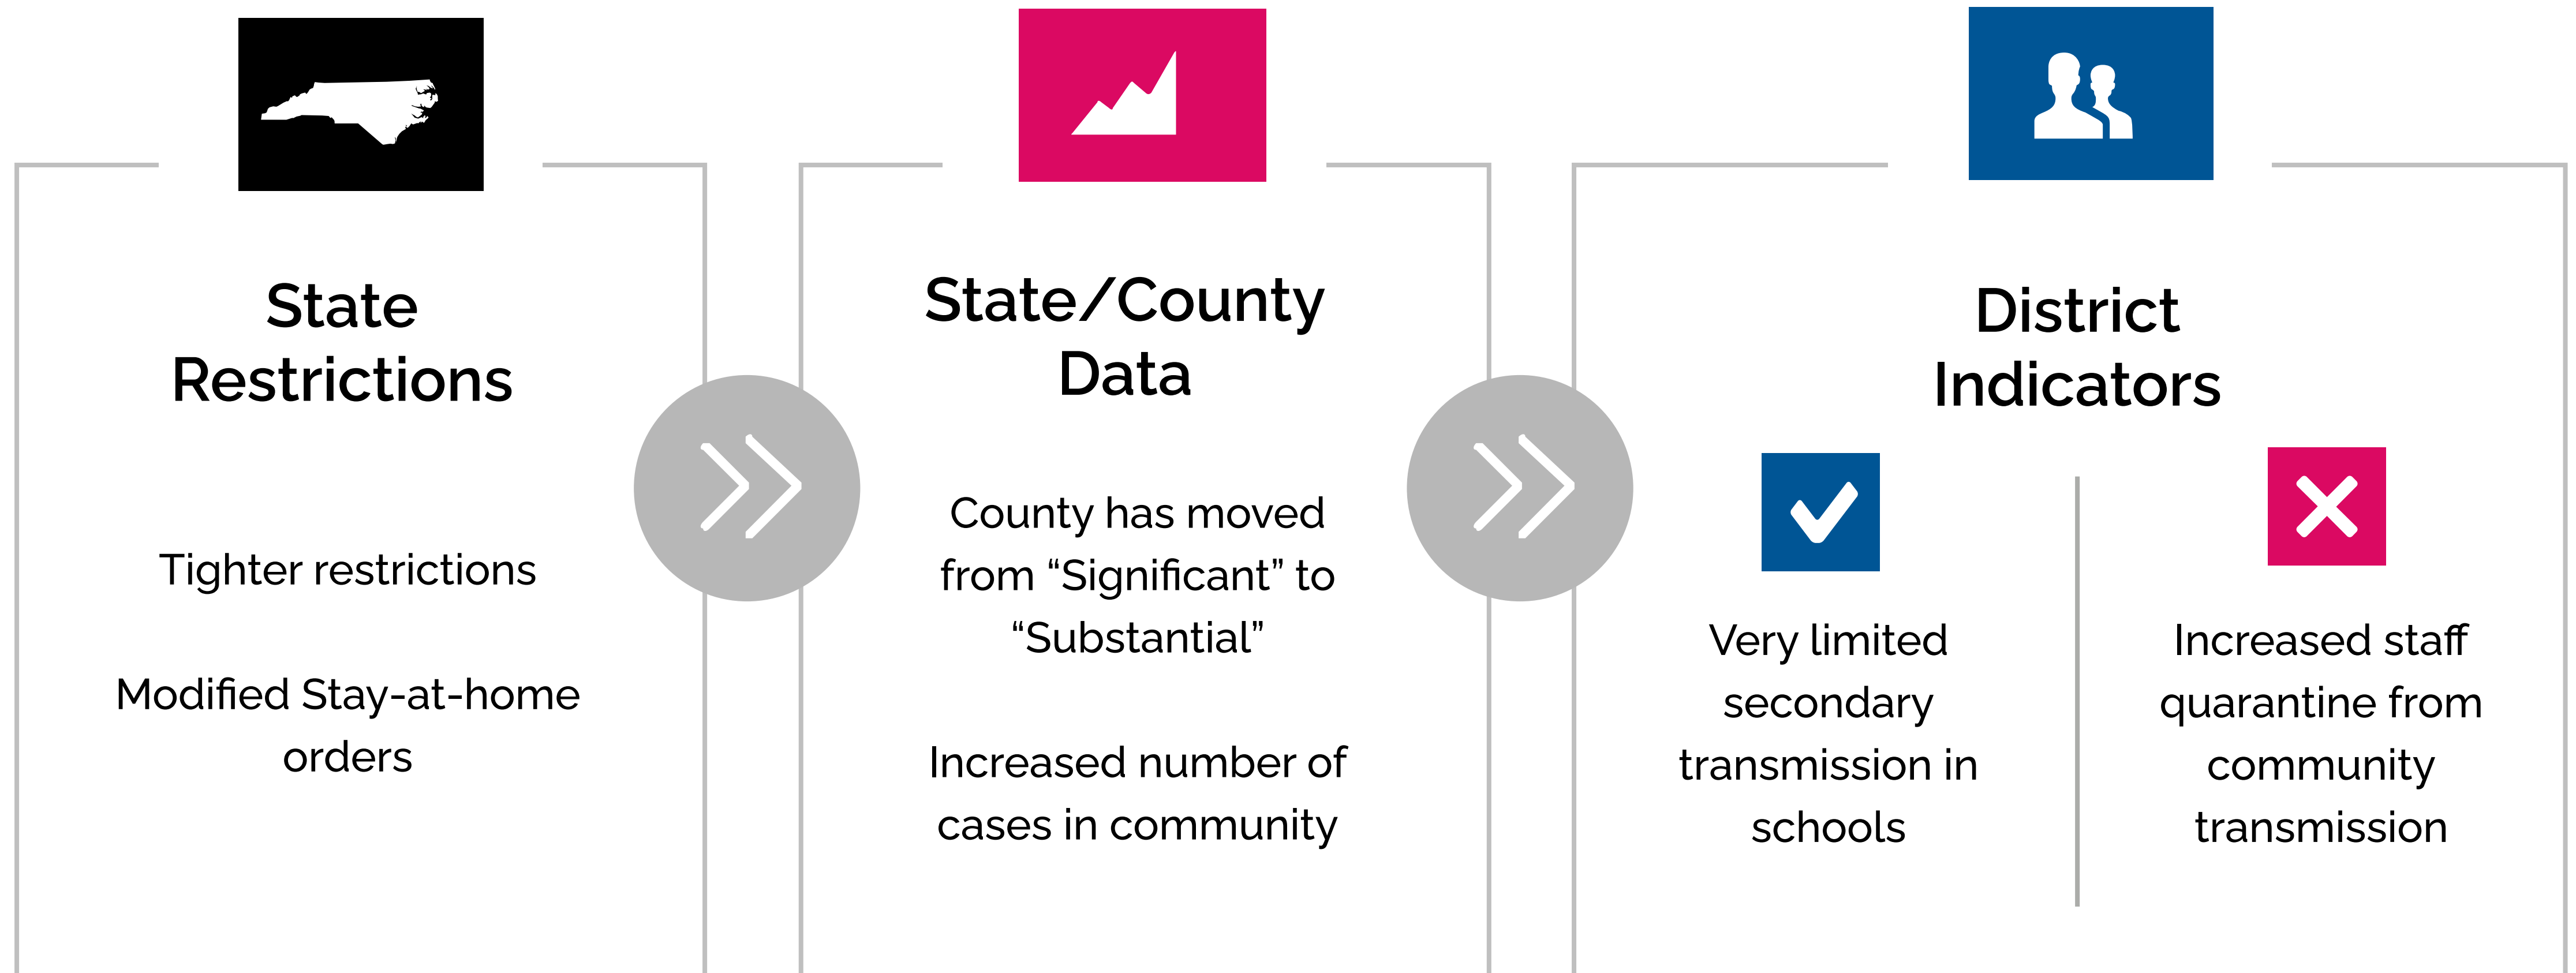 State
Restrictions
Tighter restrictions
Modified Stay-at-home
orders
State/County
Data
County has moved
from “Significant” to
“Substantial”
Increased number of
cases in community
District
Indicators
Very limited
secondary
transmission in
schools
Increased staff
quarantine from
community
transmission